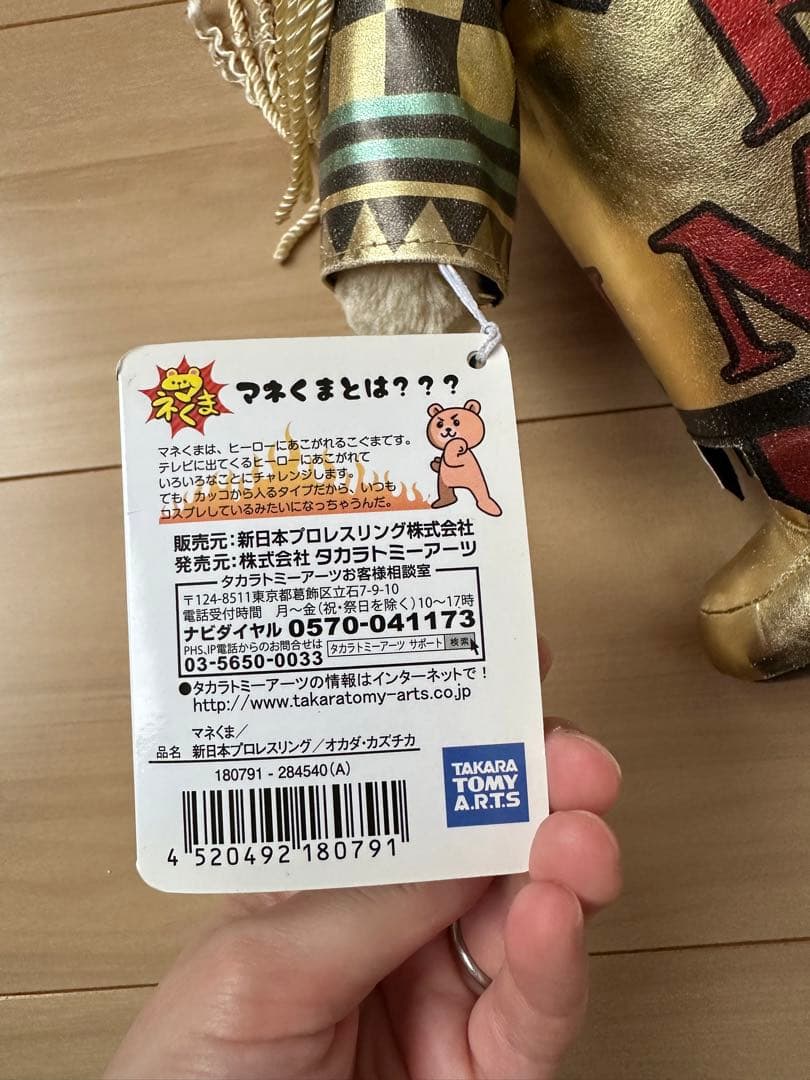 マネくま
マネくまとは？？？
マネくまは、ヒーローにあこがれるこぐまです。
テレビに出てくるヒーローにあこがれて
いろいろなことにチャレンジします。
でも、カッコから入るタイプだから、いつも
コスプレしているみたいになっちゃうんだ。
販売元：新日本プロレスリング株式会社
発売元：株式会社 タカラトミーアーツ
タカラトミーアーツお客様相談室
〒124-8511東京都葛飾区立石7-9-10
電話受付時間 月～金(祝・祭日を除く)10～17時
ナビダイヤル 0570-041173
PHS、IP電話からのお問合せは
03-5650-0033
タカラトミーアーツ サポート 検索
●タカラトミーアーツの情報はインターネットで！
http://www.takaratomy-arts.co.jp
マネくま／
品名 新日本プロレスリング／オカダ・カズチカ
180791 - 284540(A)
4 520492 180791
TAKARA
TOMY
A.R.T.S